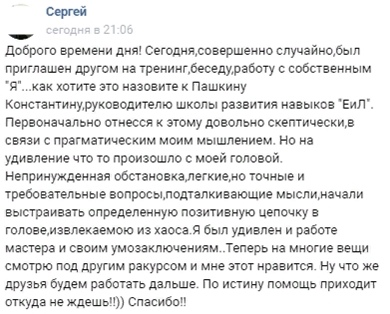 Сергей
сегодня в 21:06
Доброго времени дня! Сегодня,совершенно случайно,был
приглашен другом на тренинг,беседу,работу с собственным
"Я"...как хотите это назовите к Пашкину
Константину,руководителю школы развития навыков "ЕиЛ".
Первоначально отнесся к этому довольно скептически,в
связи с прагматическим моим мышлением. Но на
удивление что то произошло с моей головой.
Непринужденная обстановка,легкие,но точные и
требовательные вопросы,подталкивающие мысли,начали
выстраивать определенную позитивную цепочку в
голове,извлекаемою из хаоса.Я был удивлен и работе
мастера и своим умозаключениям..Теперь на многие вещи
смотрю под другим ракурсом и мне этот нравится. Ну что же
друзья будем работать дальше. По истину помощь приходит
откуда не ждешь!!)) Спасибо!!